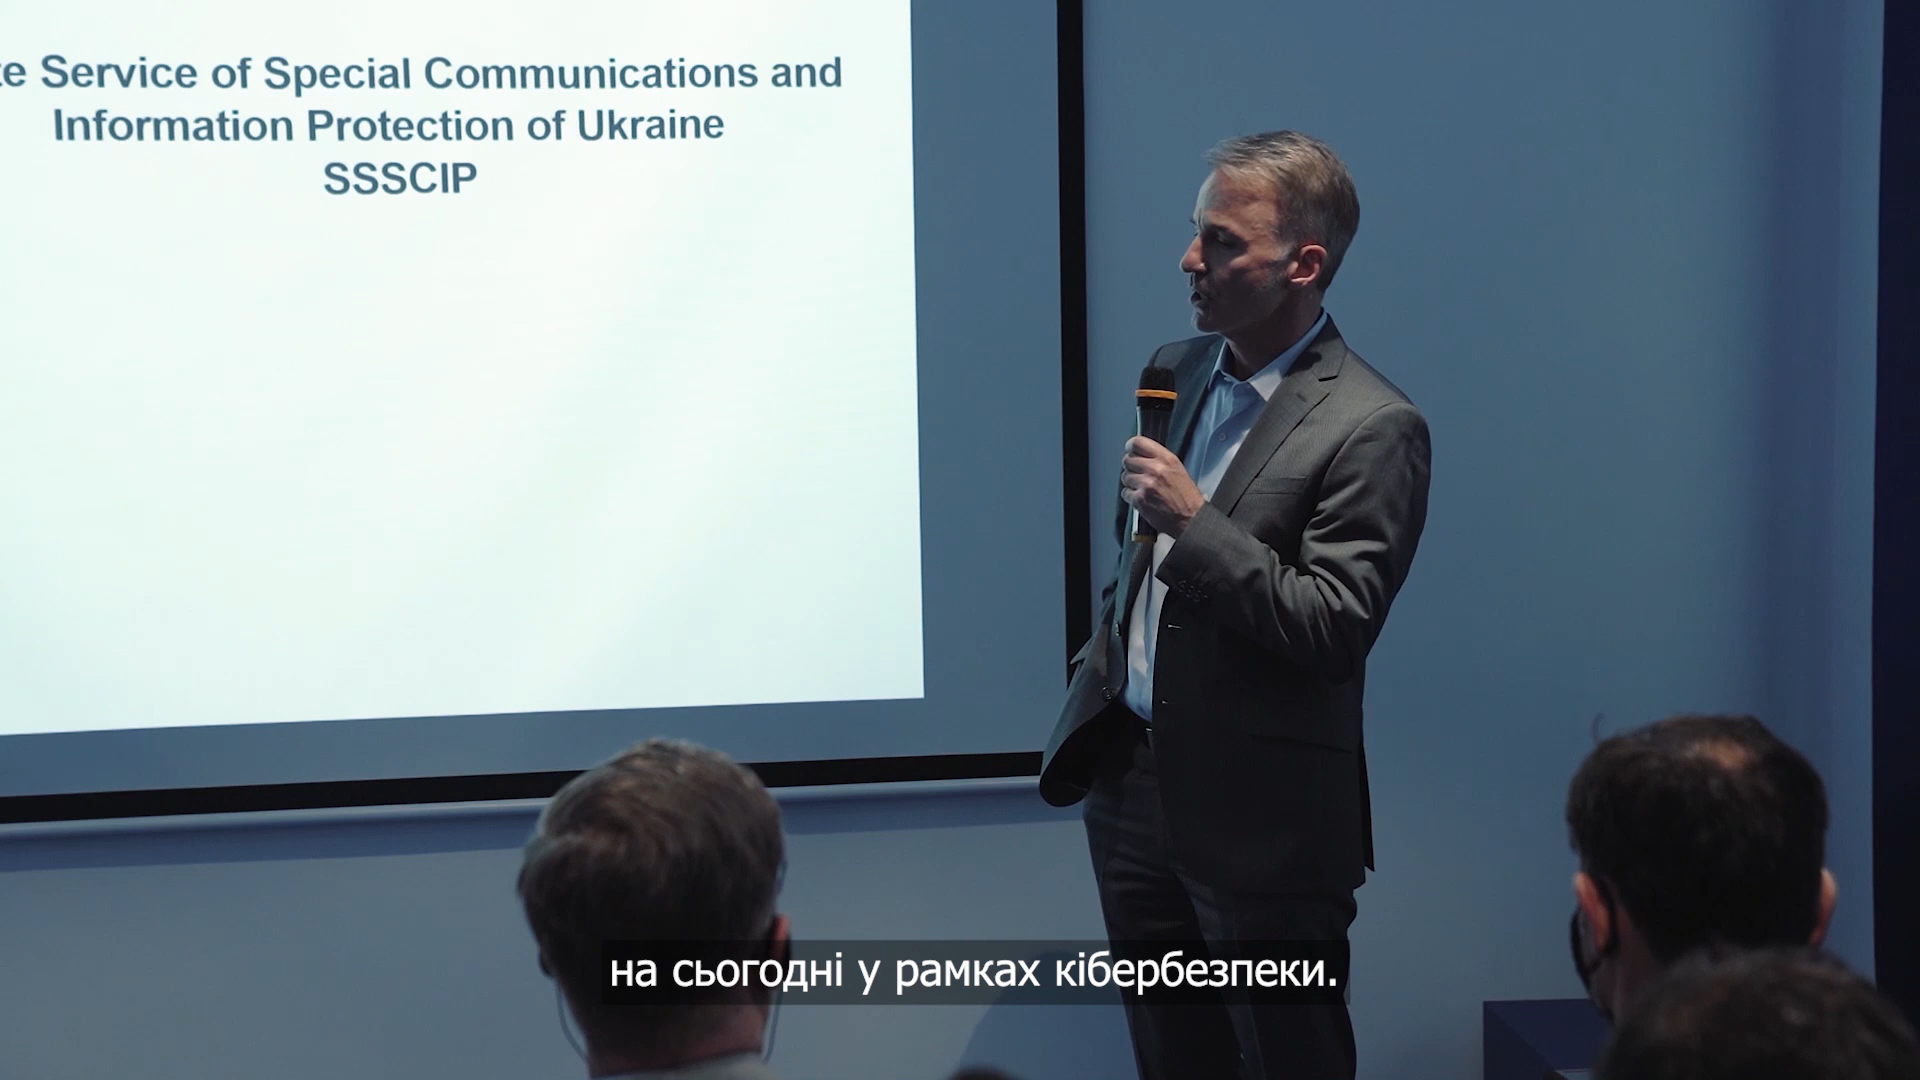 e Service of Special Communications and
Information Protection of Ukraine
SSSCIP
на сьогодні у рамках кібербезпеки.